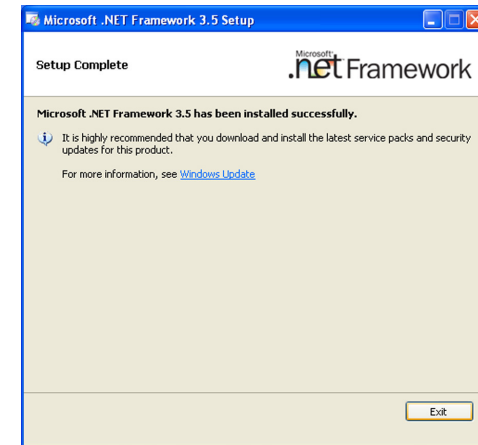 Microsoft .NET Framework 3.5 Setup
Setup Complete
Microsoft
.net Framework
Microsoft .NET Framework 3.5 has been installed successfully.
It is highly recommended that you download and install the latest service packs and security
updates for this product.
For more information, see Windows Update
Exit